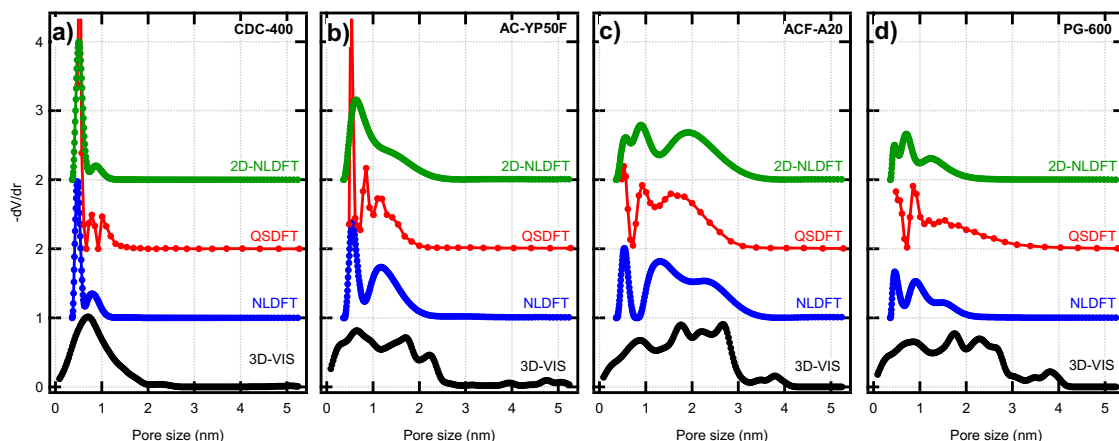 a) CDC-400
b) AC-YP50F
c) ACF-A20
d) PG-600
-dV/dr
4
3
2
2
1
0
2D-NLDFT
QSDFT
NLDFT
3D-VIS
2D-NLDFT
QSDFT
NLDFT
3D-VIS
2D-NLDFT
QSDFT
NLDFT
3D-VIS
2D-NLDFT
QSDFT
NLDFT
3D-VIS
0 1 2 3 4 5
0 1 2 3 4 5
0 1 2 3 4 5
0 1 2 3 4 5
Pore size (nm)
Pore size (nm)
Pore size (nm)
Pore size (nm)